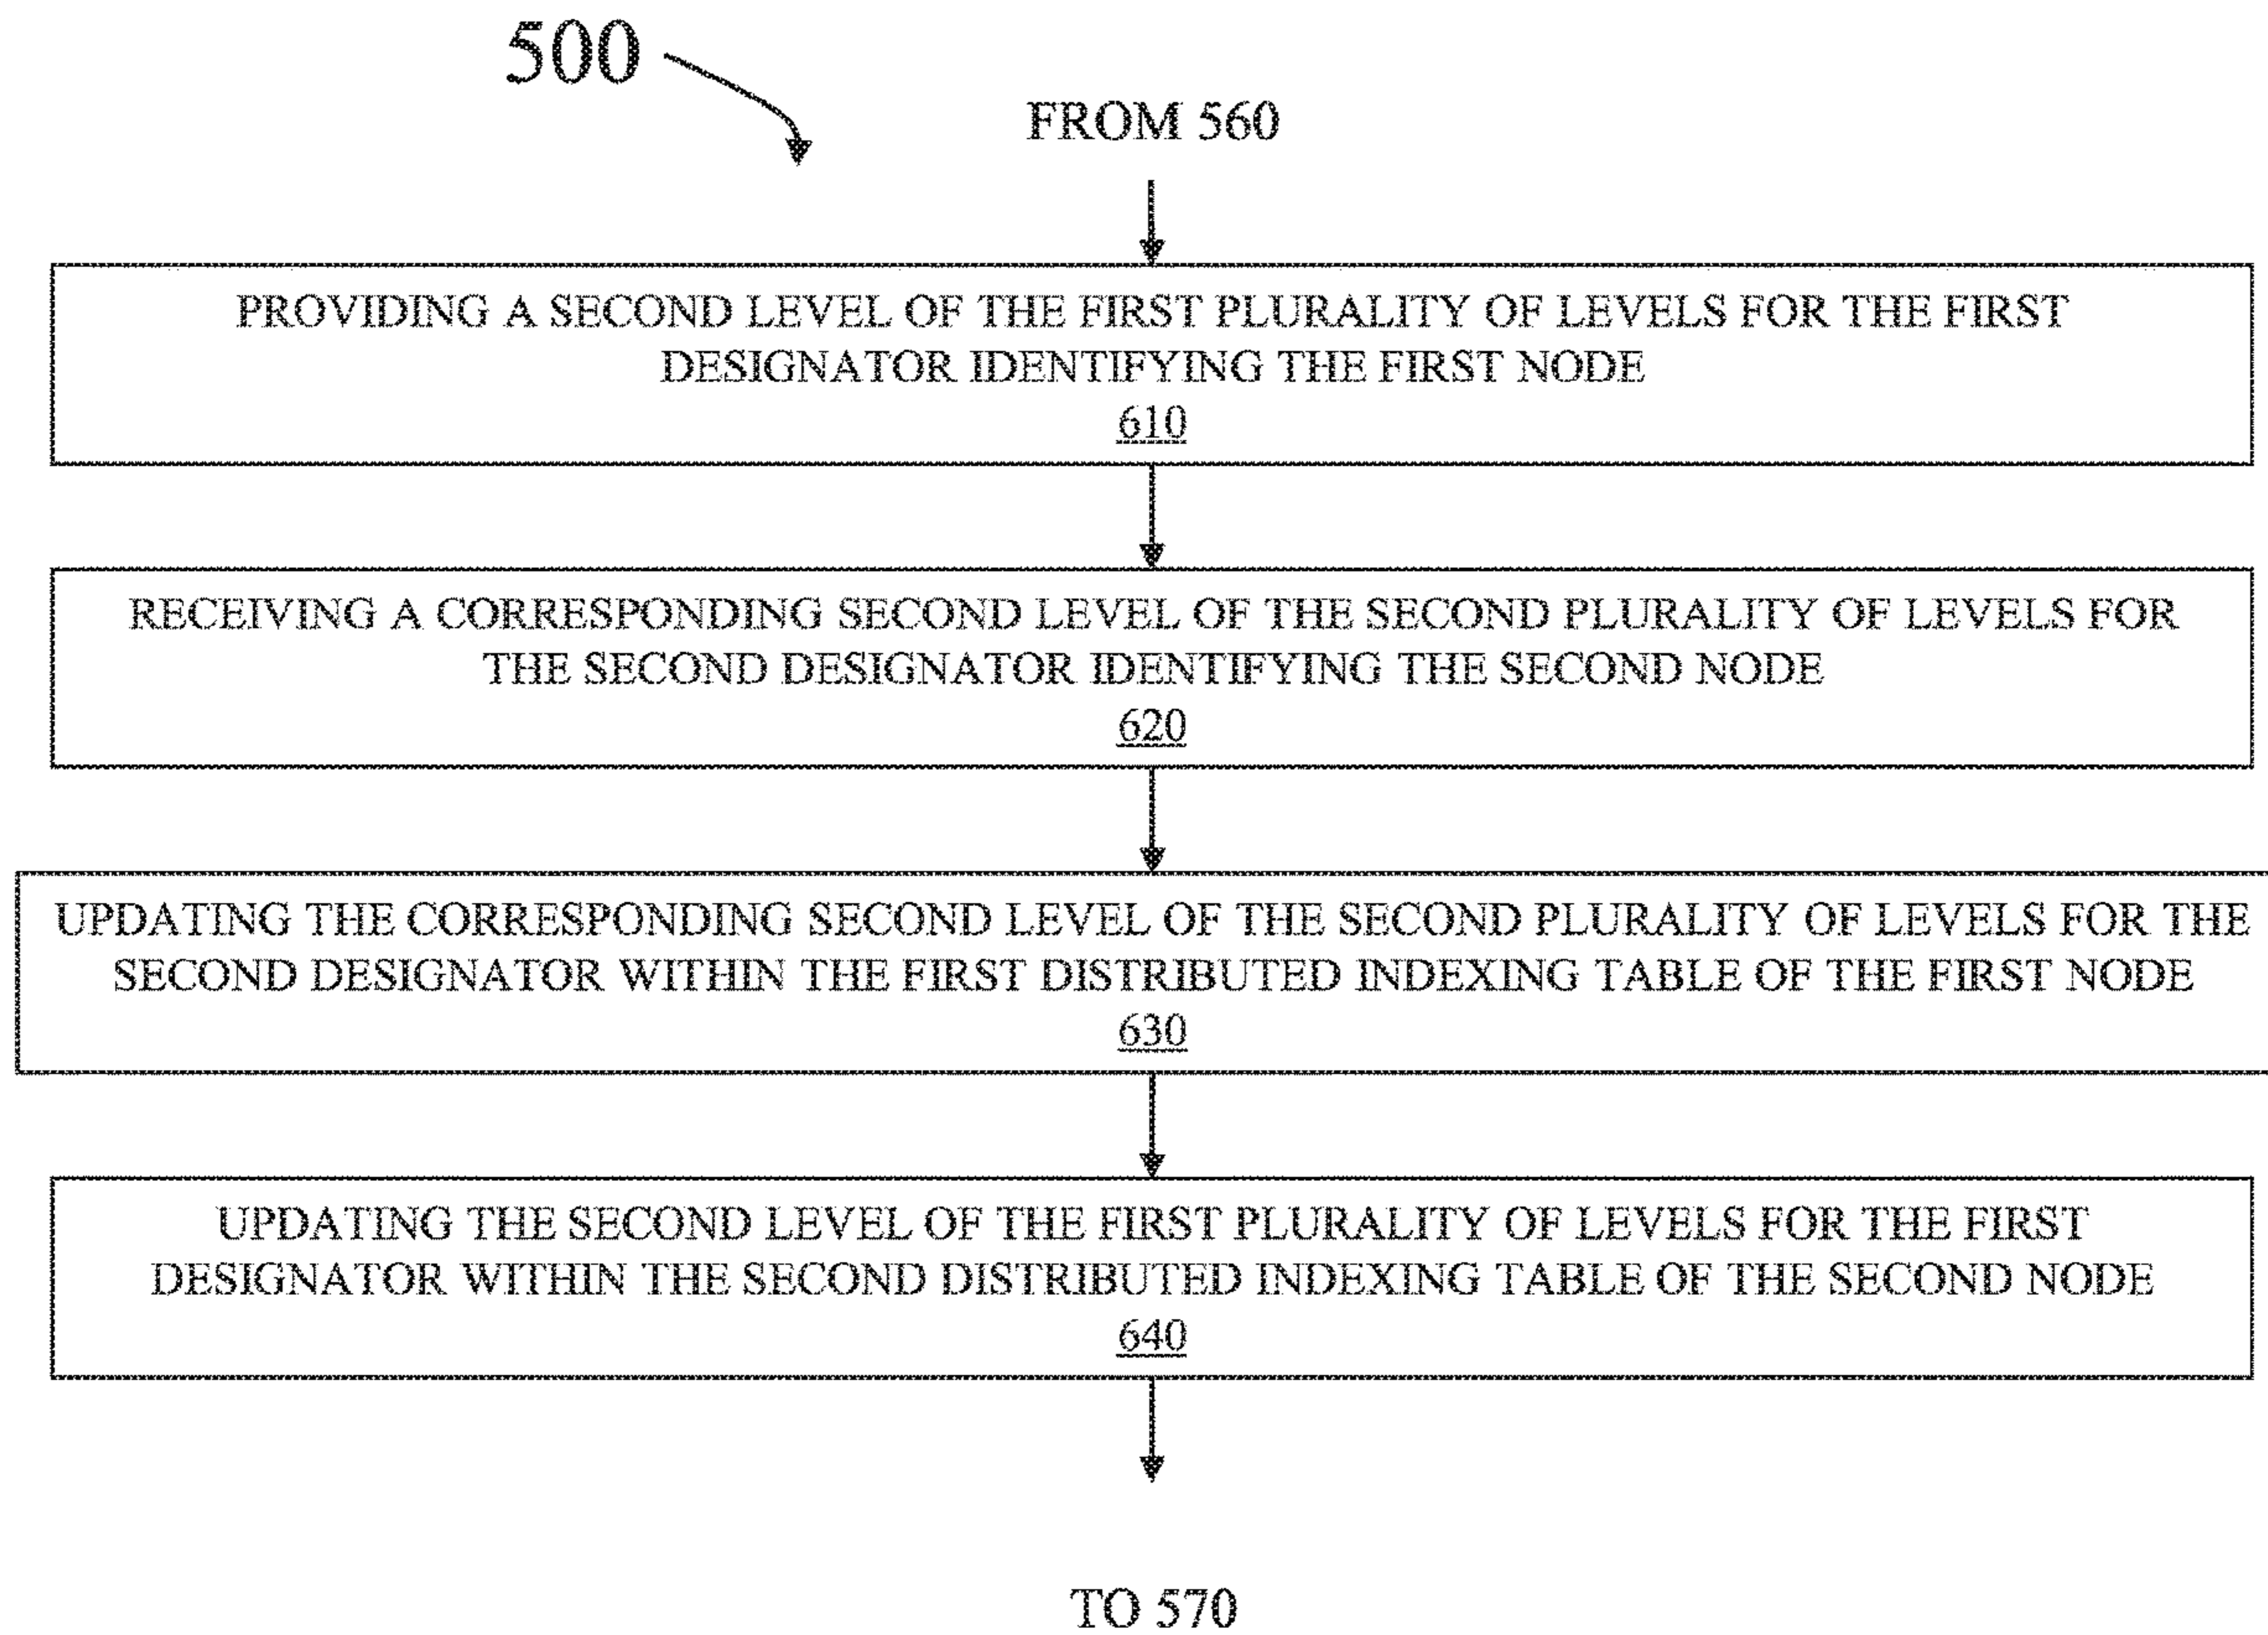 500
FROM 560
PROVIDING A SECOND LEVEL OF THE FIRST PLURALITY OF LEVELS FOR THE FIRST
DESIGNATOR IDENTIFYING THE FIRST NODE
610
RECEIVING A CORRESPONDING SECOND LEVEL OF THE SECOND PLURALITY OF LEVELS FOR
THE SECOND DESIGNATOR IDENTIFYING THE SECOND NODE
620
UPDATING THE CORRESPONDING SECOND LEVEL OF THE SECOND PLURALITY OF LEVELS FOR THE
SECOND DESIGNATOR WITHIN THE FIRST DISTRIBUTED INDEXING TABLE OF THE FIRST NODE
630
UPDATING THE SECOND LEVEL OF THE FIRST PLURALITY OF LEVELS FOR THE FIRST
DESIGNATOR WITHIN THE SECOND DISTRIBUTED INDEXING TABLE OF THE SECOND NODE
640
TO 570